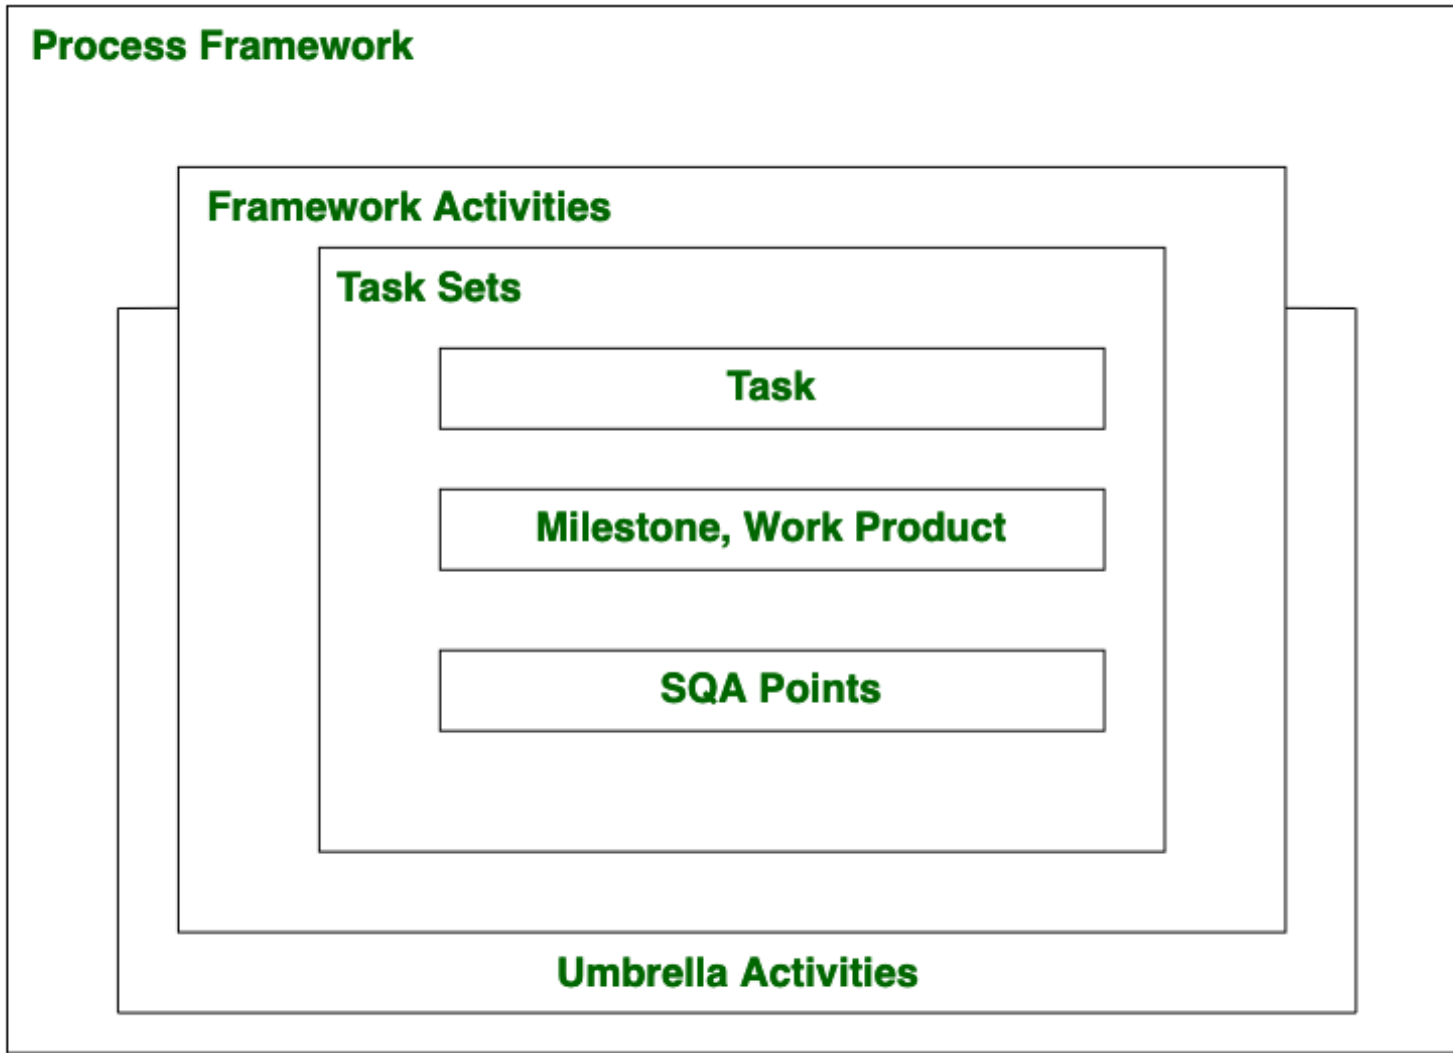 Process Framework
Framework Activities
Task Sets
Task
Milestone, Work Product
SQA Points
Umbrella Activities